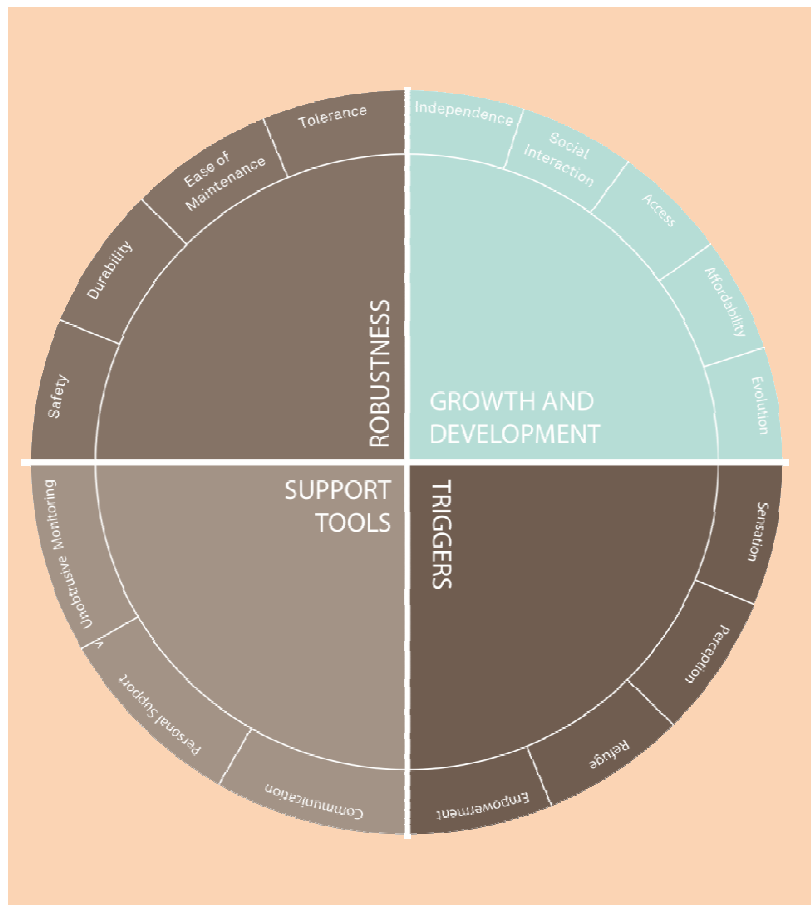 Tolerance
Ease of
Maintenance
Durability
Safety
ROBUSTNESS
Independence
Social
Interaction
Access
Affordability
Evolution
GROWTH AND
DEVELOPMENT
SUPPORT
TOOLS
Unobtrusive Monitoring
Personal Support
Communication
TRIGGERS
Sensation
Perception
Refuge
Empowerment